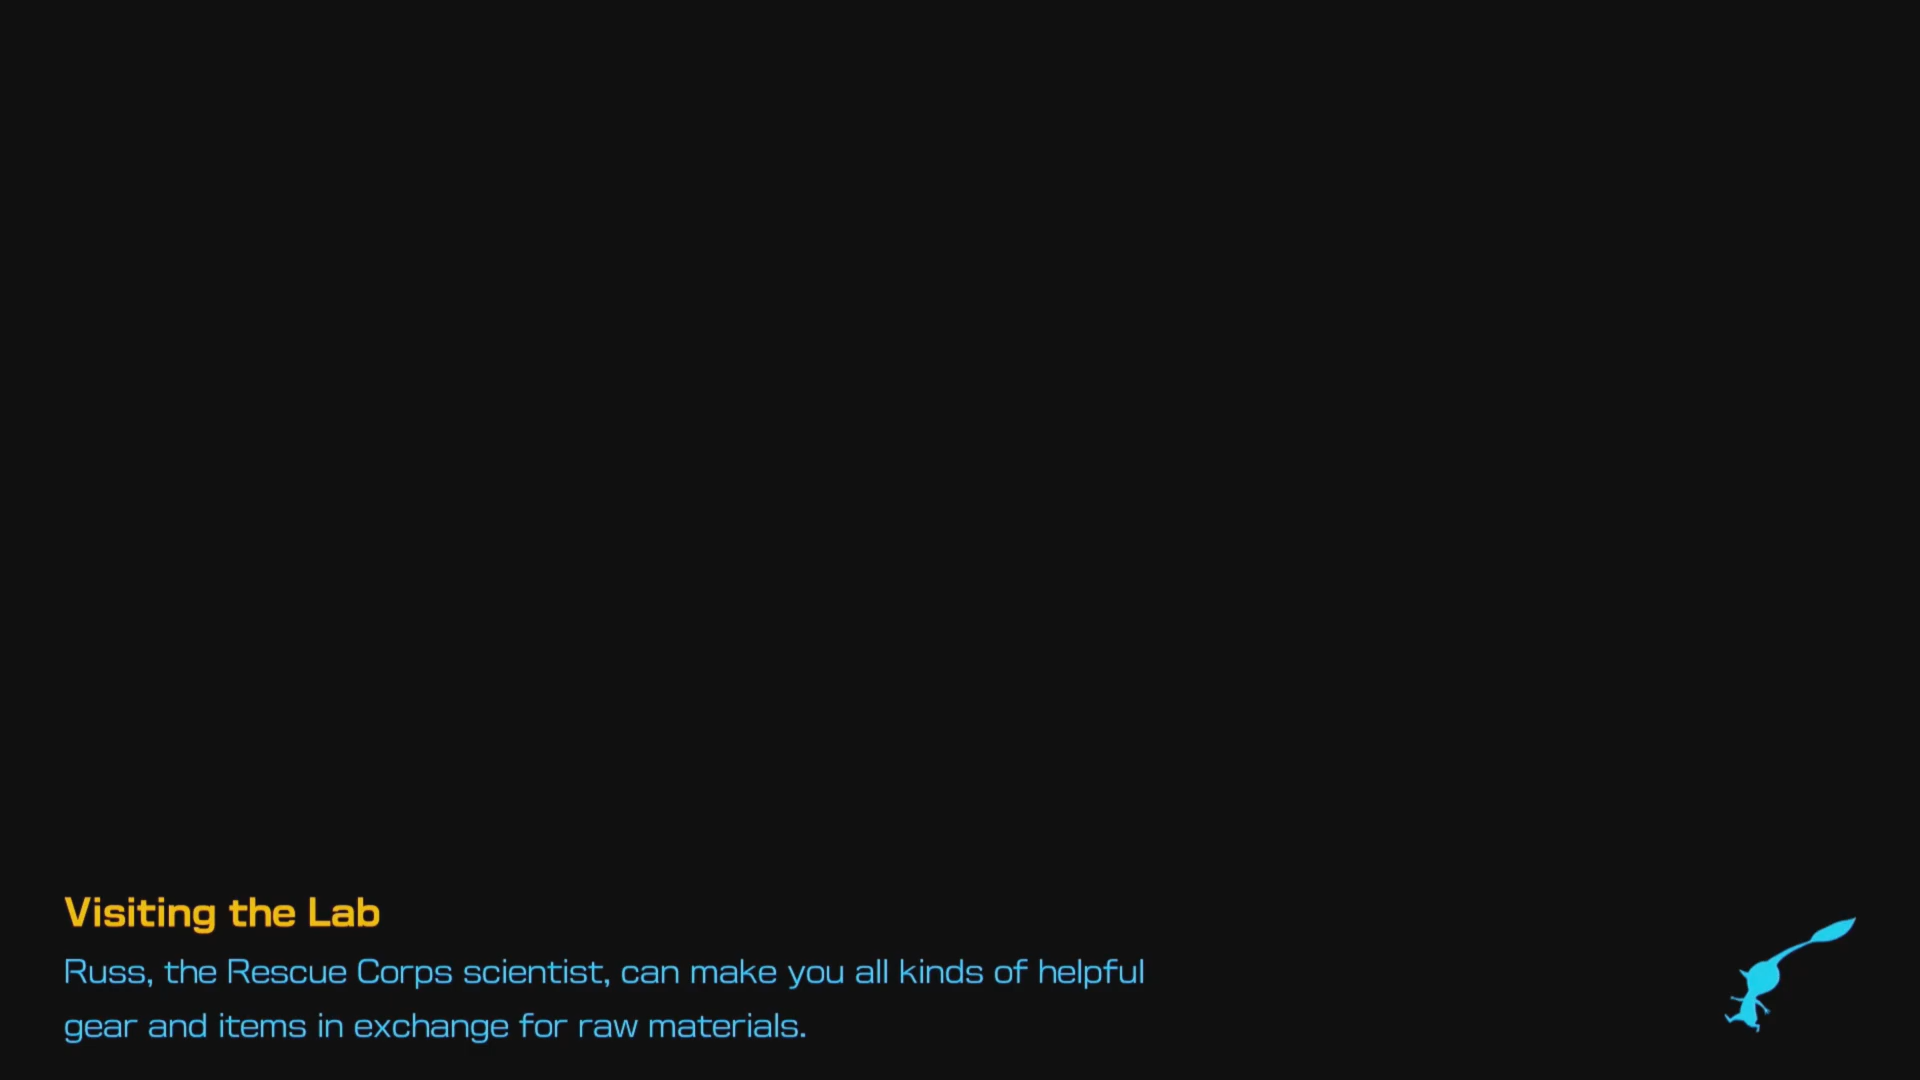 Visiting the Lab
Russ, the Rescue Corps scientist, can make you all kinds of helpful
gear and items in exchange for raw materials.